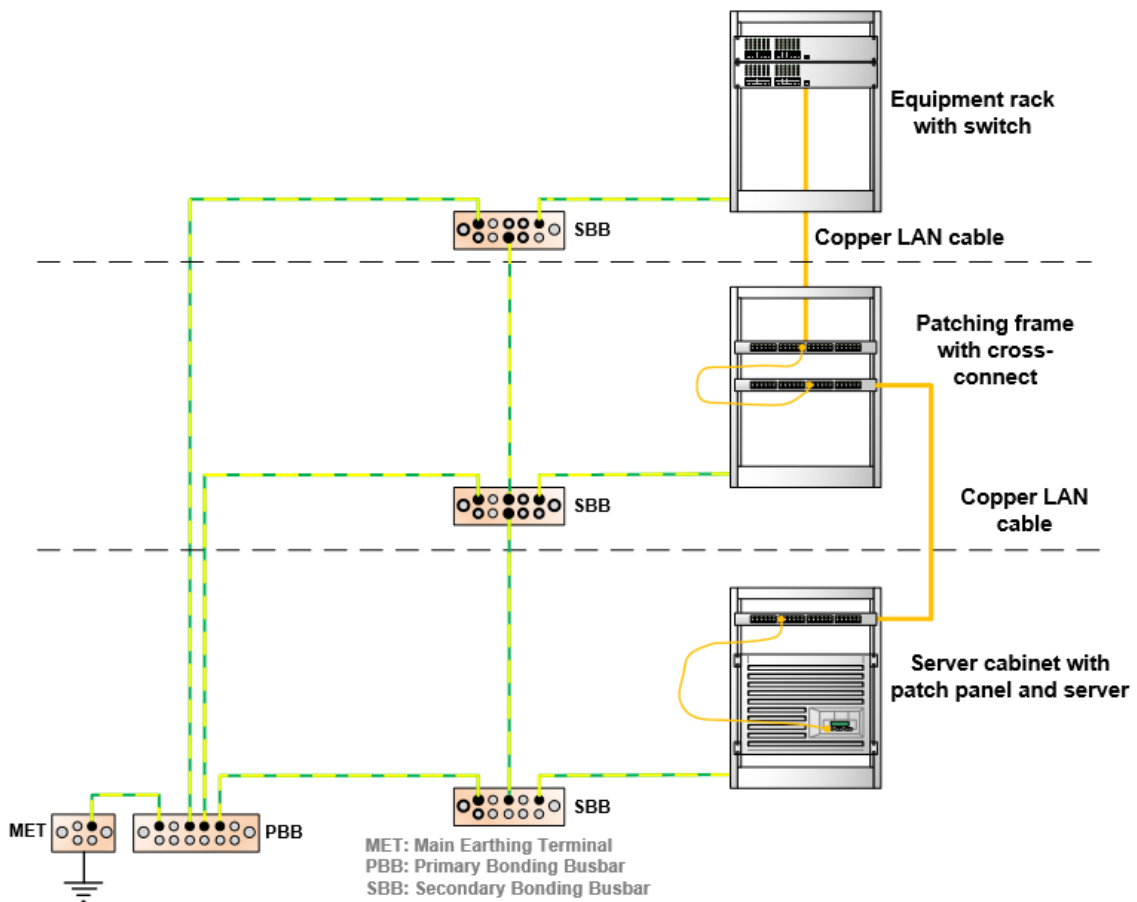 Equipment rack
with switch
SBB
Copper LAN cable
Patching frame
with cross-
connect
SBB
Copper LAN
cable
Server cabinet with
patch panel and server
SBB
MET
PBB
MET: Main Earthing Terminal
PBB: Primary Bonding Busbar
SBB: Secondary Bonding Busbar